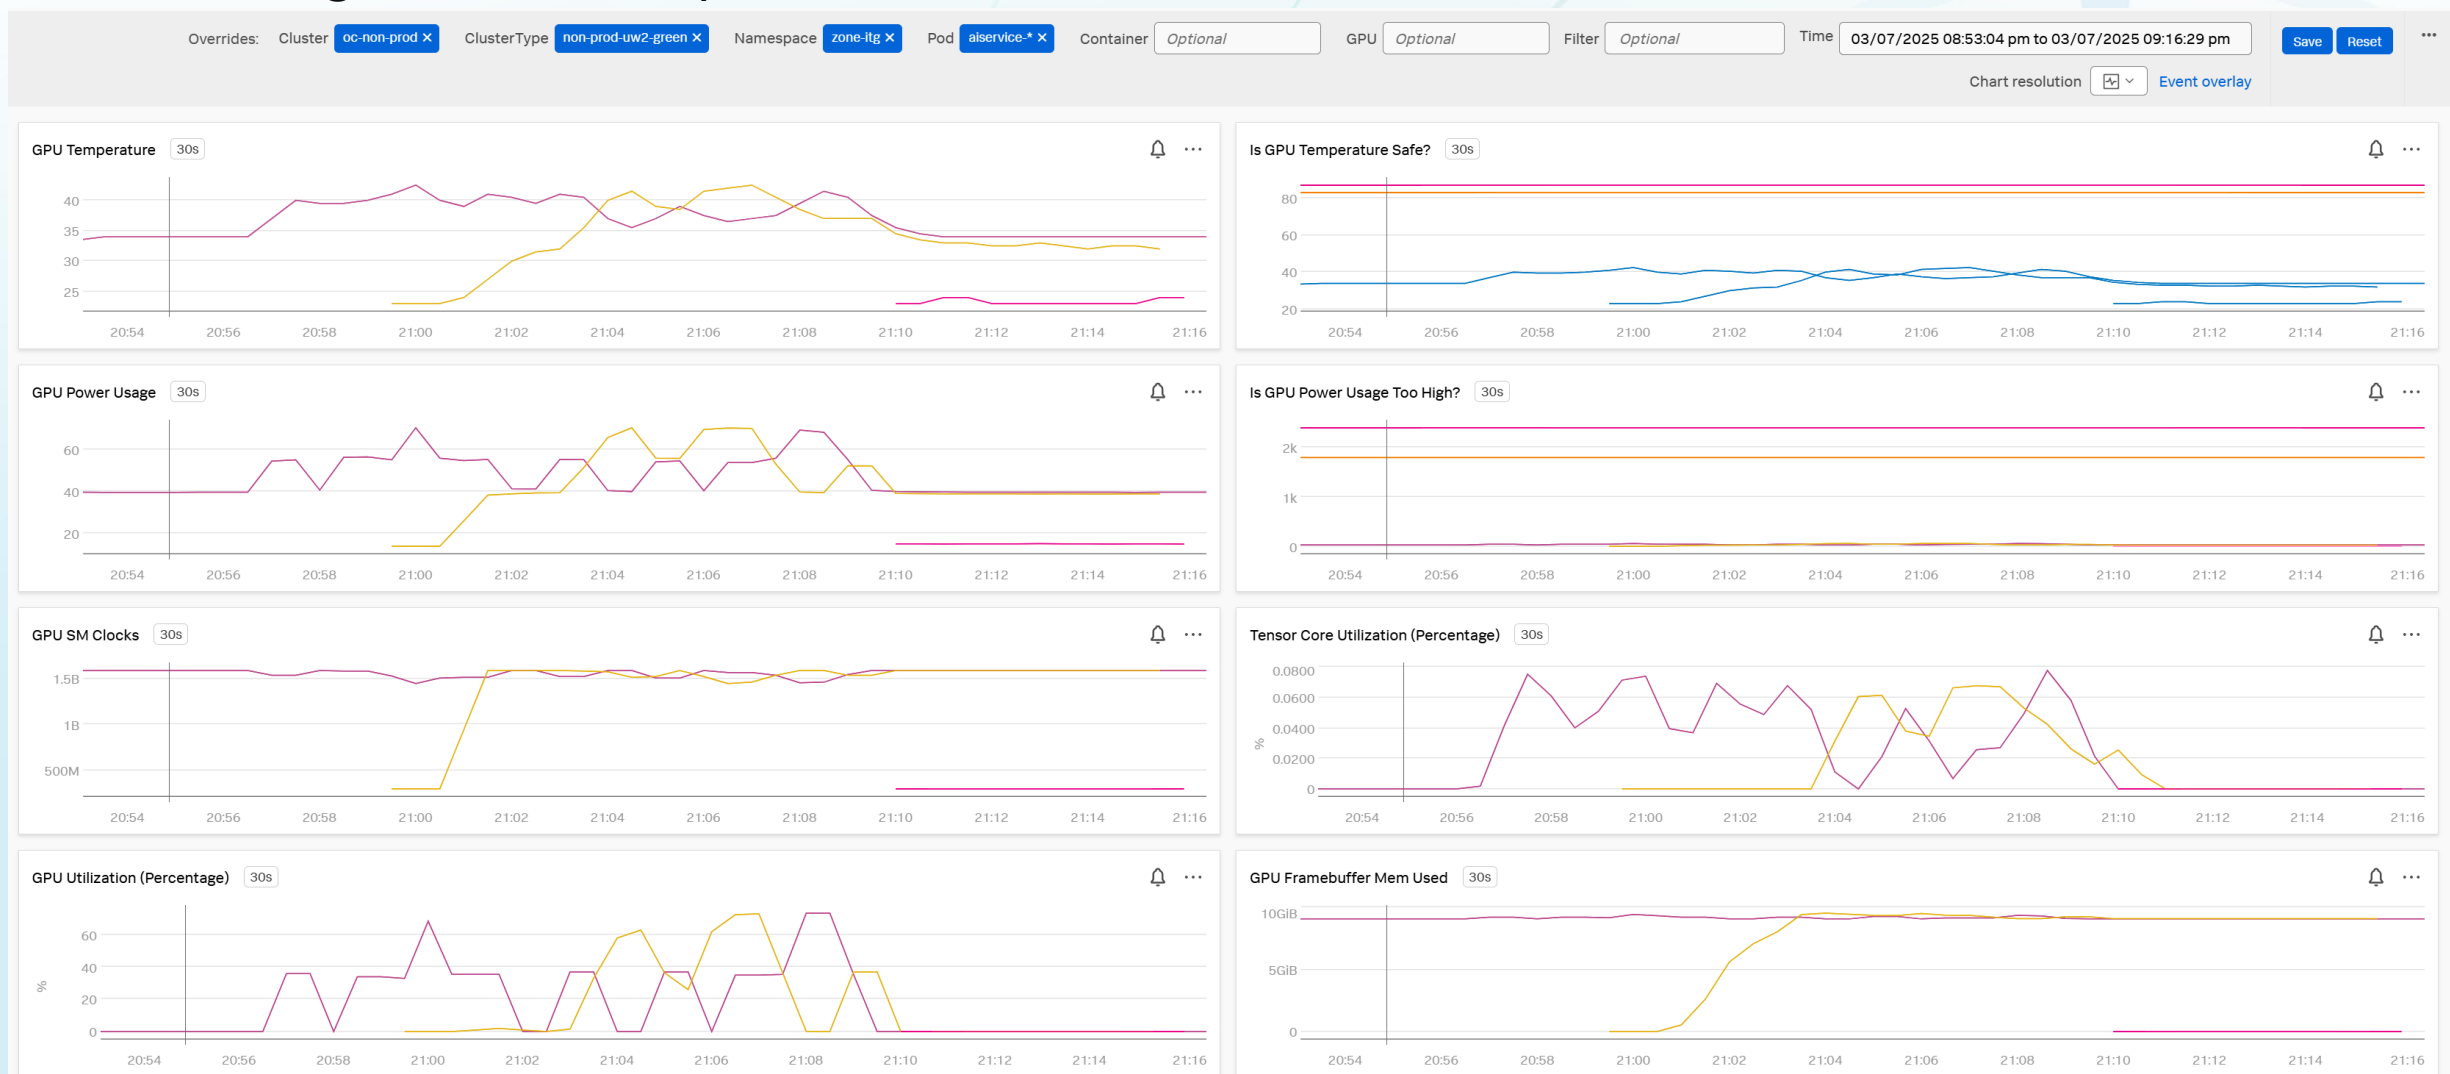 Overrides: Cluster oc-non-prod × ClusterType non-prod-uw2-green × Namespace zone-itg × Pod aiservice-* × Container Optional GPU Optional Filter Optional Time 03/07/2025 08:53:04 pm to 03/07/2025 09:16:29 pm Save Reset ...
Chart resolution Event overlay
GPU Temperature 30s ...
40
35
30
25
20:54 20:56 20:58 21:00 21:02 21:04 21:06 21:08 21:10 21:12 21:14 21:16
Is GPU Temperature Safe? 30s ...
80
60
40
20
20:54 20:56 20:58 21:00 21:02 21:04 21:06 21:08 21:10 21:12 21:14 21:16
GPU Power Usage 30s ...
60
40
20
20:54 20:56 20:58 21:00 21:02 21:04 21:06 21:08 21:10 21:12 21:14 21:16
Is GPU Power Usage Too High? 30s ...
2k
1k
0
20:54 20:56 20:58 21:00 21:02 21:04 21:06 21:08 21:10 21:12 21:14 21:16
GPU SM Clocks 30s ...
1.5B
1B
500M
20:54 20:56 20:58 21:00 21:02 21:04 21:06 21:08 21:10 21:12 21:14 21:16
Tensor Core Utilization (Percentage) 30s ...
0.0800
0.0600
0.0400
%
0.0200
0
20:54 20:56 20:58 21:00 21:02 21:04 21:06 21:08 21:10 21:12 21:14 21:16
GPU Utilization (Percentage) 30s ...
60
40
%
20
0
20:54 20:56 20:58 21:00 21:02 21:04 21:06 21:08 21:10 21:12 21:14 21:16
GPU Framebuffer Mem Used 30s ...
10GiB
5GiB
0
20:54 20:56 20:58 21:00 21:02 21:04 21:06 21:08 21:10 21:12 21:14 21:16